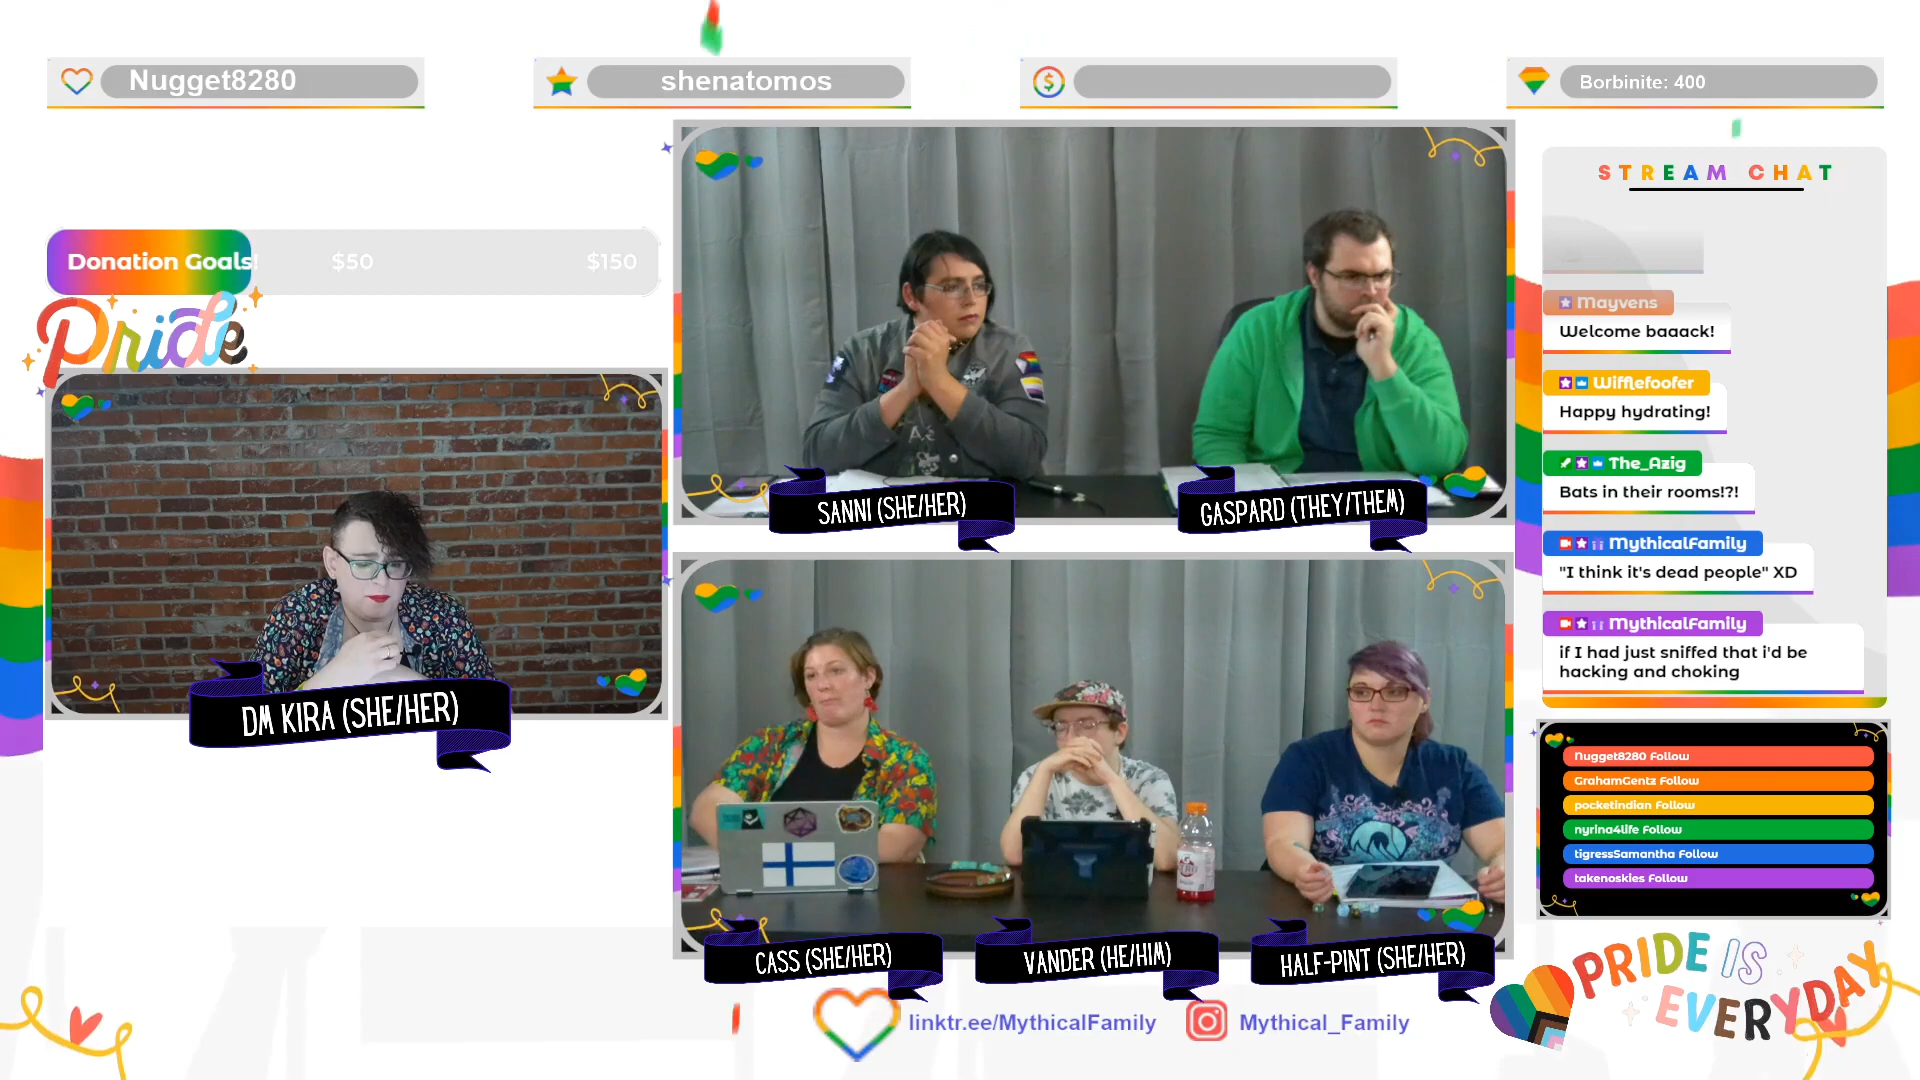 Nugget8280
shenatomos
Borbinite: 400
STREAM CHAT
Mayvens
Welcome baaack!
Wifflefoofer
Happy hydrating!
The_Azig
Bats in their rooms!?!
MythicalFamily
"I think it's dead people" XD
MythicalFamily
if I had just sniffed that i'd be
hacking and choking
Donation Goals!
$50
$150
Pride
DM KIRA (SHE/HER)
SANNI (SHE/HER)
GASPARD (THEY/THEM)
CASS (SHE/HER)
VANDER (HE/HIM)
HALF-PINT (SHE/HER)
Nugget8280 Follow
GrahamGentz Follow
pocketindian Follow
nyrina4life Follow
tigressSamantha Follow
takenoskies Follow
linktr.ee/MythicalFamily
Mythical_Family
PRIDE IS
EVERYDAY